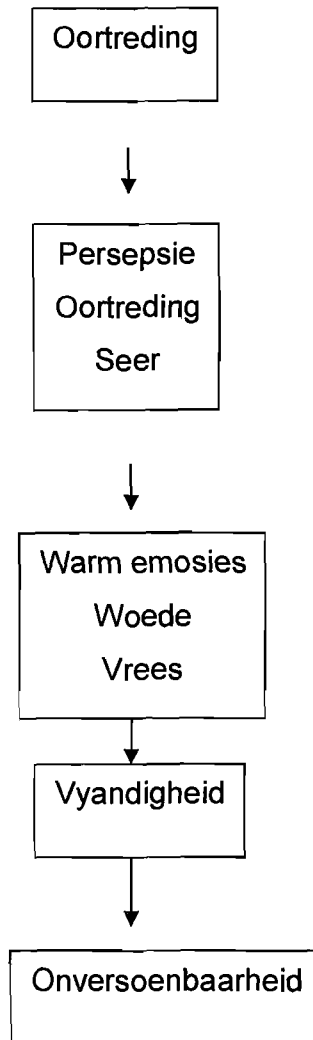 Oortreding
Persepsie
Oortreding
Seer
Warm emosies
Woede
Vrees
Vyandigheid
Onversoenbaarheid